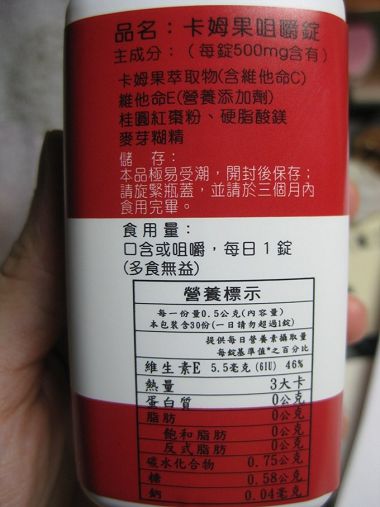 品名：卡姆果咀嚼錠
主成分：（每錠500mg含有）
卡姆果萃取物(含維他命C)
維他命E(營養添加劑)
桂圓紅棗粉、硬脂酸鎂
麥芽糊精
儲　存：
本品極易受潮，開封後保存；
請旋緊瓶蓋，並請於三個月內
食用完畢。
食用量：
口含或咀嚼，每日1錠
(多食無益)
營養標示
每一份量0.5公克(內容量)
本包裝含30份(一日請勿超過1錠)
提供每日營養素攝取量
每錠基準值*之百分比
維生素E 5.5毫克(6IU) 46%
熱量 3大卡
蛋白質 0公克
脂肪 0公克
飽和脂肪 0公克
反式脂肪 0公克
碳水化合物 0.75公克
糖 0.58公克
鈉 0.04毫克